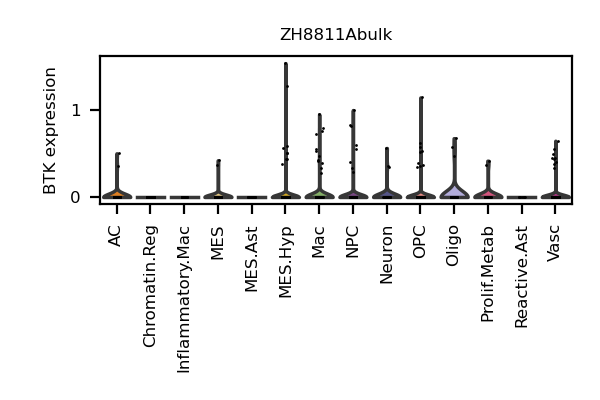 ZH8811Abulk
BTK expression
1
0
AC
Chromatin.Reg
Inflammatory.Mac
MES
MES.Ast
MES.Hyp
Mac
NPC
Neuron
OPC
Oligo
Prolif.Metab
Reactive.Ast
Vasc